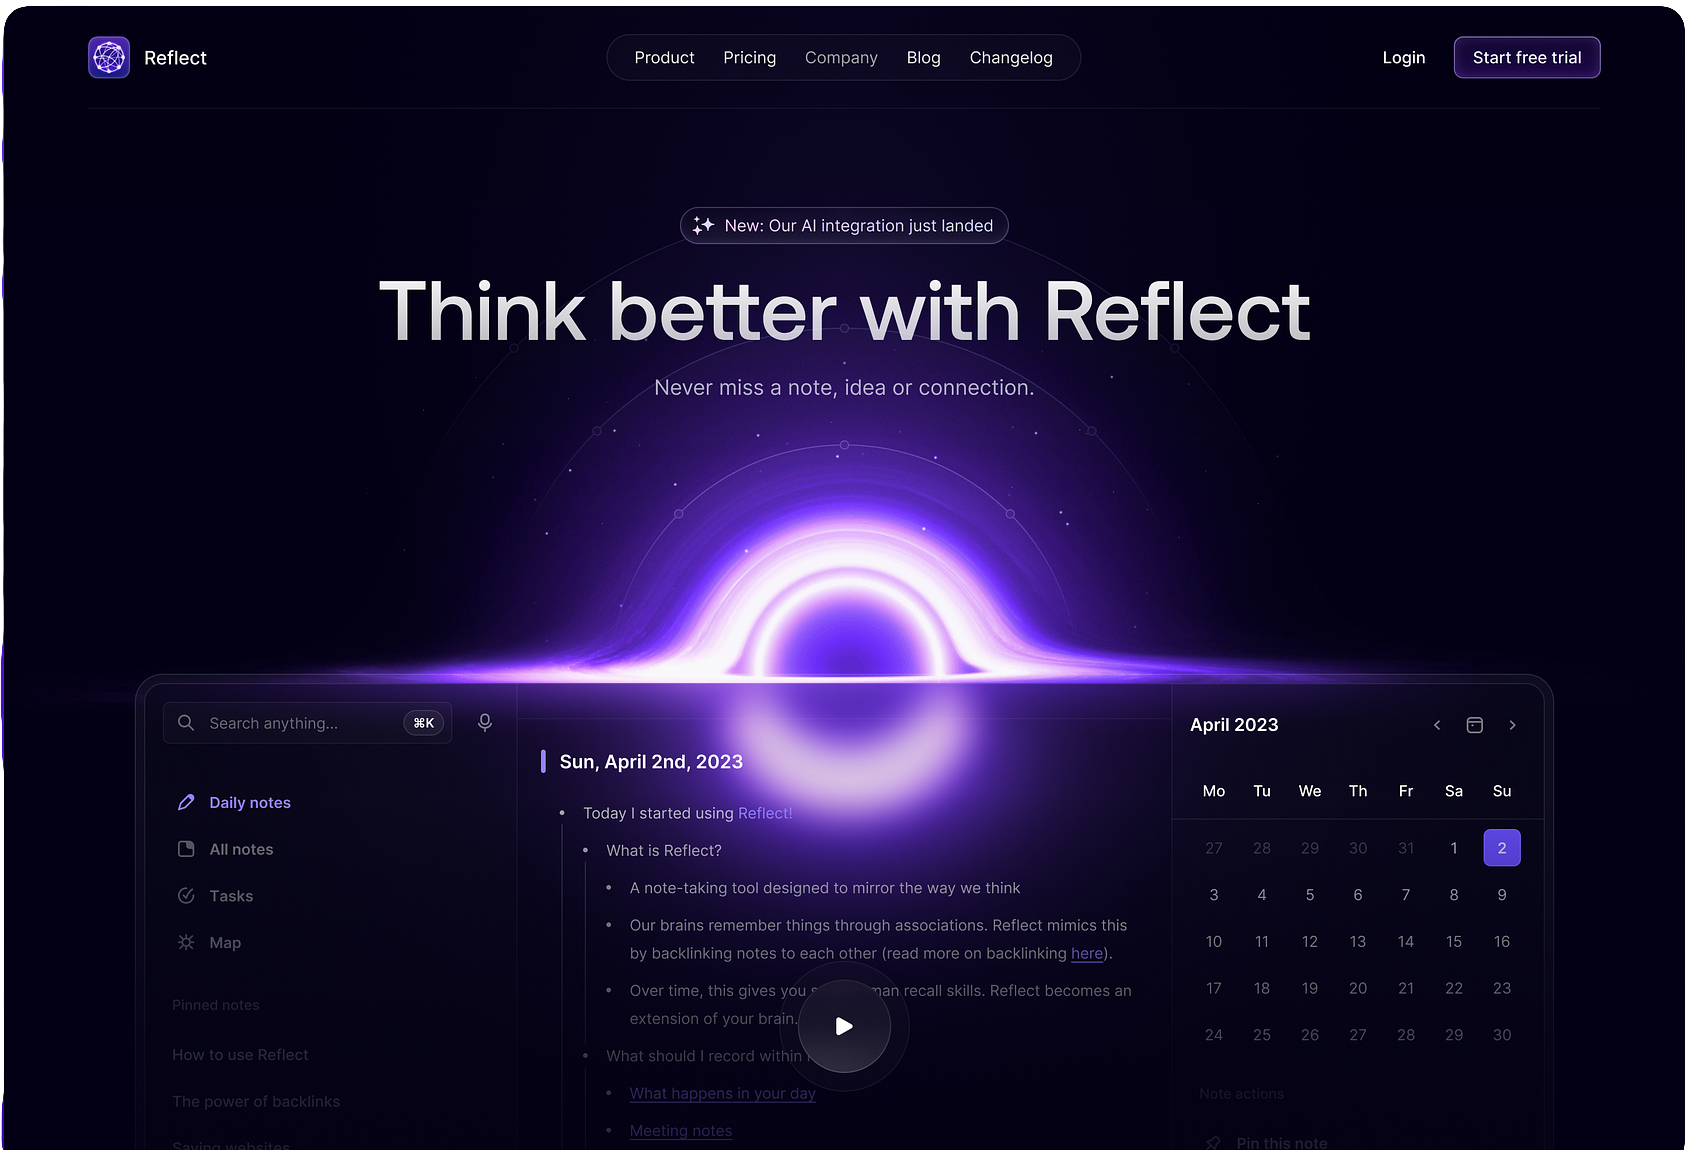 Reflect
Product Pricing Company Blog Changelog
Login
Start free trial
New: Our AI integration just landed
Think better with Reflect
Never miss a note, idea or connection.
Search anything... ⌘K
Daily notes
All notes
Tasks
Map
Pinned notes
How to use Reflect
The power of backlinks
Saving websites
Sun, April 2nd, 2023
• Today I started using Reflect!
• What is Reflect?
• A note-taking tool designed to mirror the way we think
• Our brains remember things through associations. Reflect mimics this
by backlinking notes to each other (read more on backlinking here).
• Over time, this gives you recall skills. Reflect becomes an
extension of your brain.
• What should I record within
• What happens in your day
• Meeting notes
April 2023
Mo Tu We Th Fr Sa Su
27 28 29 30 31 1 2
3 4 5 6 7 8 9
10 11 12 13 14 15 16
17 18 19 20 21 22 23
24 25 26 27 28 29 30
Note actions
Pin this note